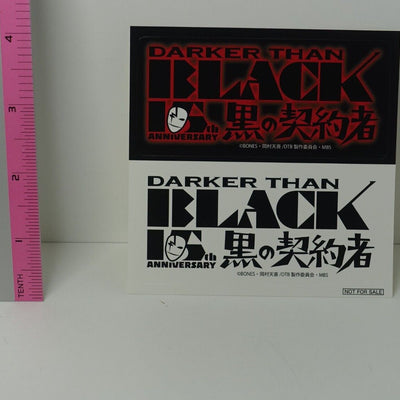 DARKER THAN
BLACK
15th
ANNIVERSARY
黒の契約者
©BONES・岡村天斎/DTB製作委員会・MBS
DARKER THAN
BLACK
15th
ANNIVERSARY
黒の契約者
©BONES・岡村天斎/DTB製作委員会・MBS
NOT FOR SALE
4
3
2
1
TENTH